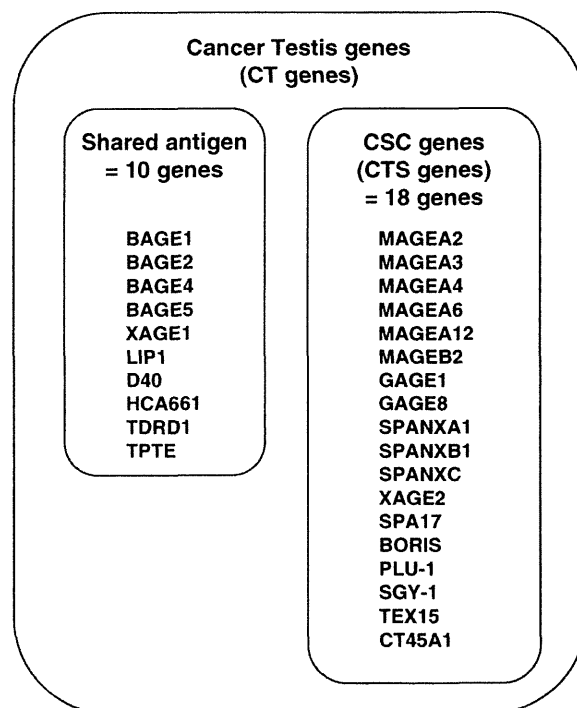 Cancer Testis genes
(CT genes)
Shared antigen
= 10 genes
BAGE1
BAGE2
BAGE4
BAGE5
XAGE1
LIP1
D40
HCA661
TDRD1
TPTE
CSC genes
(CTS genes)
= 18 genes
MAGEA2
MAGEA3
MAGEA4
MAGEA6
MAGEA12
MAGEB2
GAGE1
GAGE8
SPANXA1
SPANXB1
SPANXC
XAGE2
SPA17
BORIS
PLU-1
SGY-1
TEX15
CT45A1